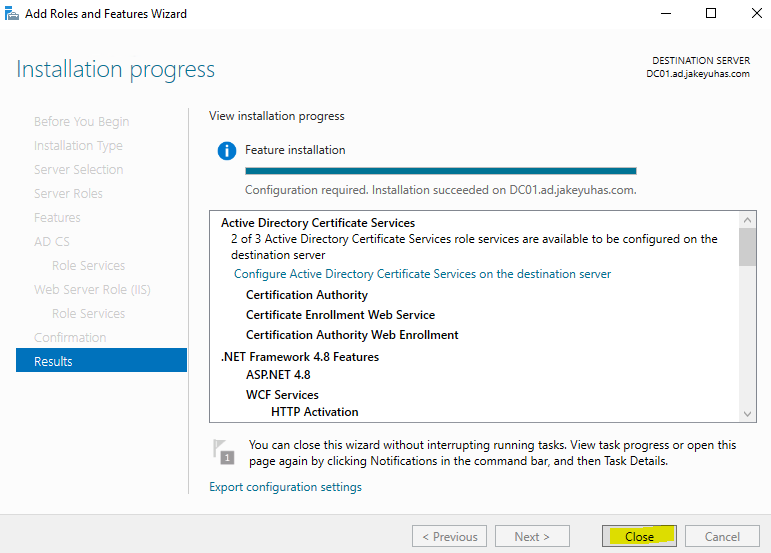 Add Roles and Features Wizard
Installation progress
DESTINATION SERVER
DC01.ad.jakeyuhas.com
Before You Begin
Installation Type
Server Selection
Server Roles
Features
AD CS
Role Services
Web Server Role (IIS)
Role Services
Confirmation
Results
View installation progress
Feature installation
Configuration required. Installation succeeded on DC01.ad.jakeyuhas.com.
Active Directory Certificate Services
2 of 3 Active Directory Certificate Services role services are available to be configured on the
destination server
Configure Active Directory Certificate Services on the destination server
Certification Authority
Certificate Enrollment Web Service
Certification Authority Web Enrollment
.NET Framework 4.8 Features
ASP.NET 4.8
WCF Services
HTTP Activation
1
You can close this wizard without interrupting running tasks. View task progress or open this
page again by clicking Notifications in the command bar, and then Task Details.
Export configuration settings
< Previous
Next >
Close
Cancel